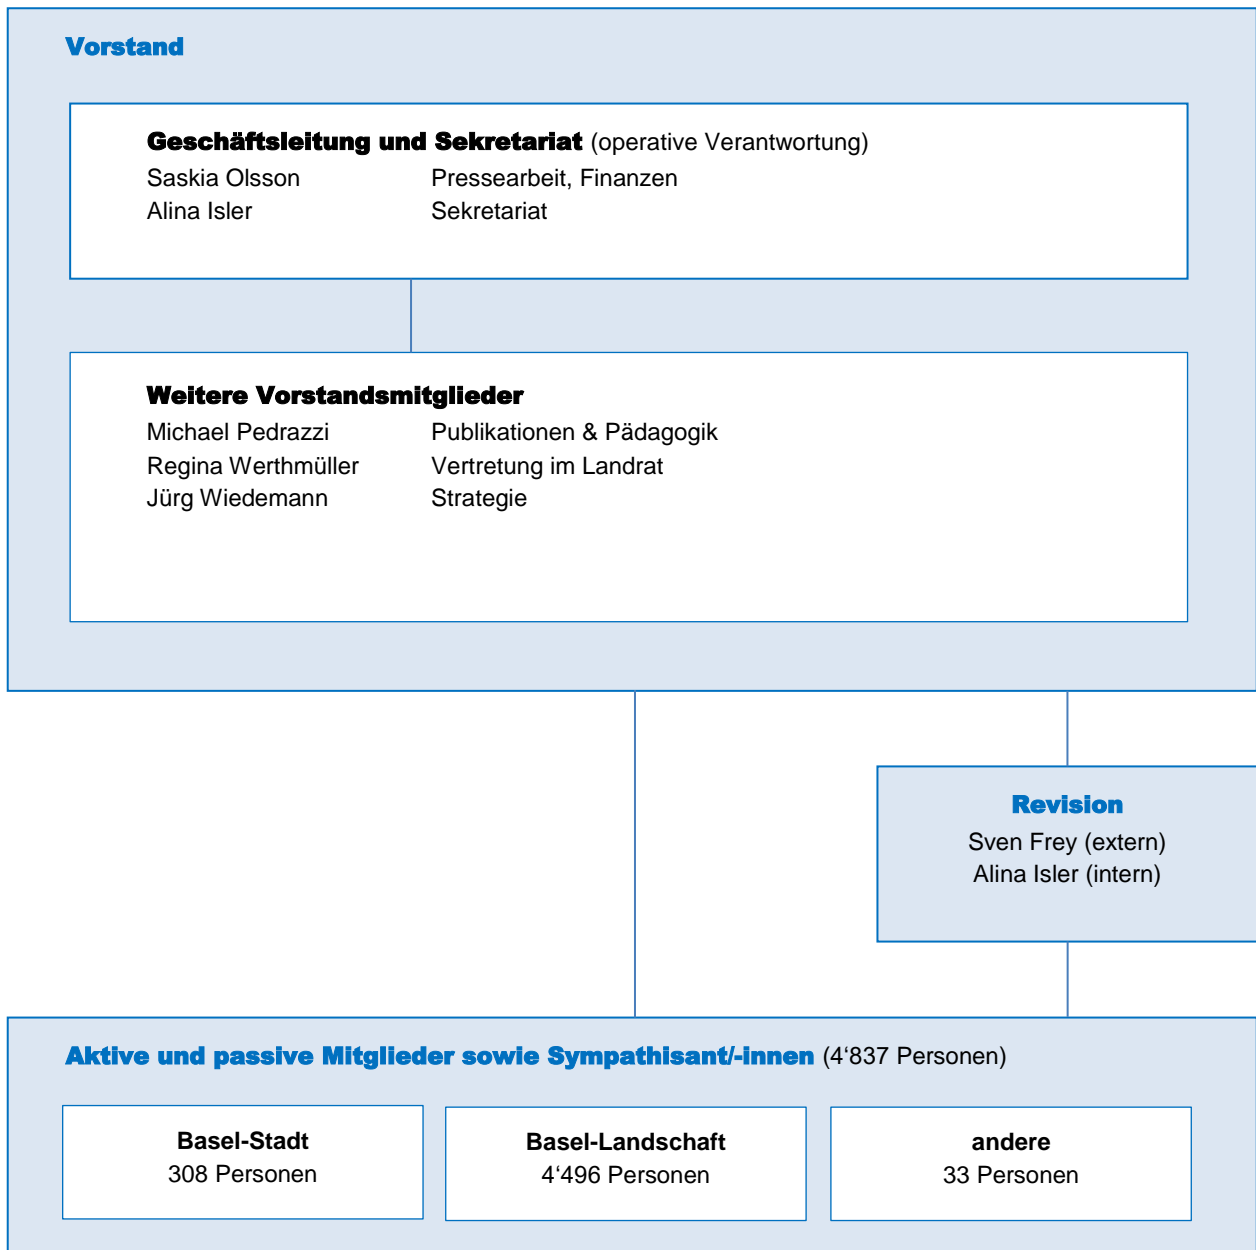 Vorstand
Geschäftsleitung und Sekretariat (operative Verantwortung)
Saskia Olsson Pressearbeit, Finanzen
Alina Isler Sekretariat
Weitere Vorstandsmitglieder
Michael Pedrazzi Publikationen & Pädagogik
Regina Werthmüller Vertretung im Landrat
Jürg Wiedemann Strategie
Revision
Sven Frey (extern)
Alina Isler (intern)
Aktive und passive Mitglieder sowie Sympathisant/-innen (4‘837 Personen)
Basel-Stadt
308 Personen
Basel-Landschaft
4‘496 Personen
andere
33 Personen